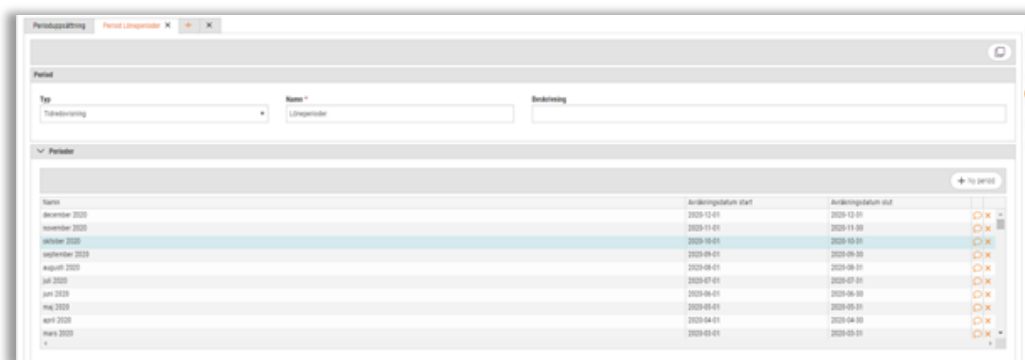 Perioduppsättning Period Löneperioder
Period
Typ Namn * Beskrivning
Tidredovisning Löneperioder
Perioder
+ Ny period
Namn Avräkningsdatum start Avräkningsdatum slut
december 2020 2020-12-01 2020-12-31
november 2020 2020-11-01 2020-11-30
oktober 2020 2020-10-01 2020-10-31
september 2020 2020-09-01 2020-09-30
augusti 2020 2020-08-01 2020-08-31
juli 2020 2020-07-01 2020-07-31
juni 2020 2020-06-01 2020-06-30
maj 2020 2020-05-01 2020-05-31
april 2020 2020-04-01 2020-04-30
mars 2020 2020-03-01 2020-03-31